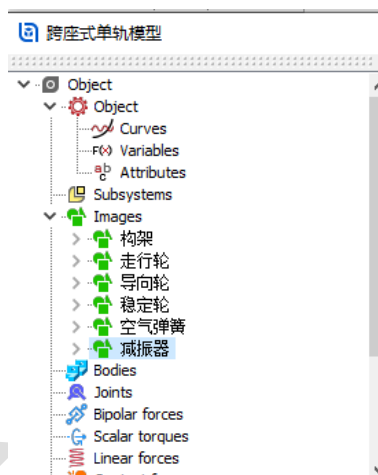 跨座式单轨模型
Object
Object
Curves
F(x) Variables
ab c Attributes
Subsystems
Images
构架
走行轮
导向轮
稳定轮
空气弹簧
减振器
Bodies
Joints
Bipolar forces
Scalar torques
Linear forces